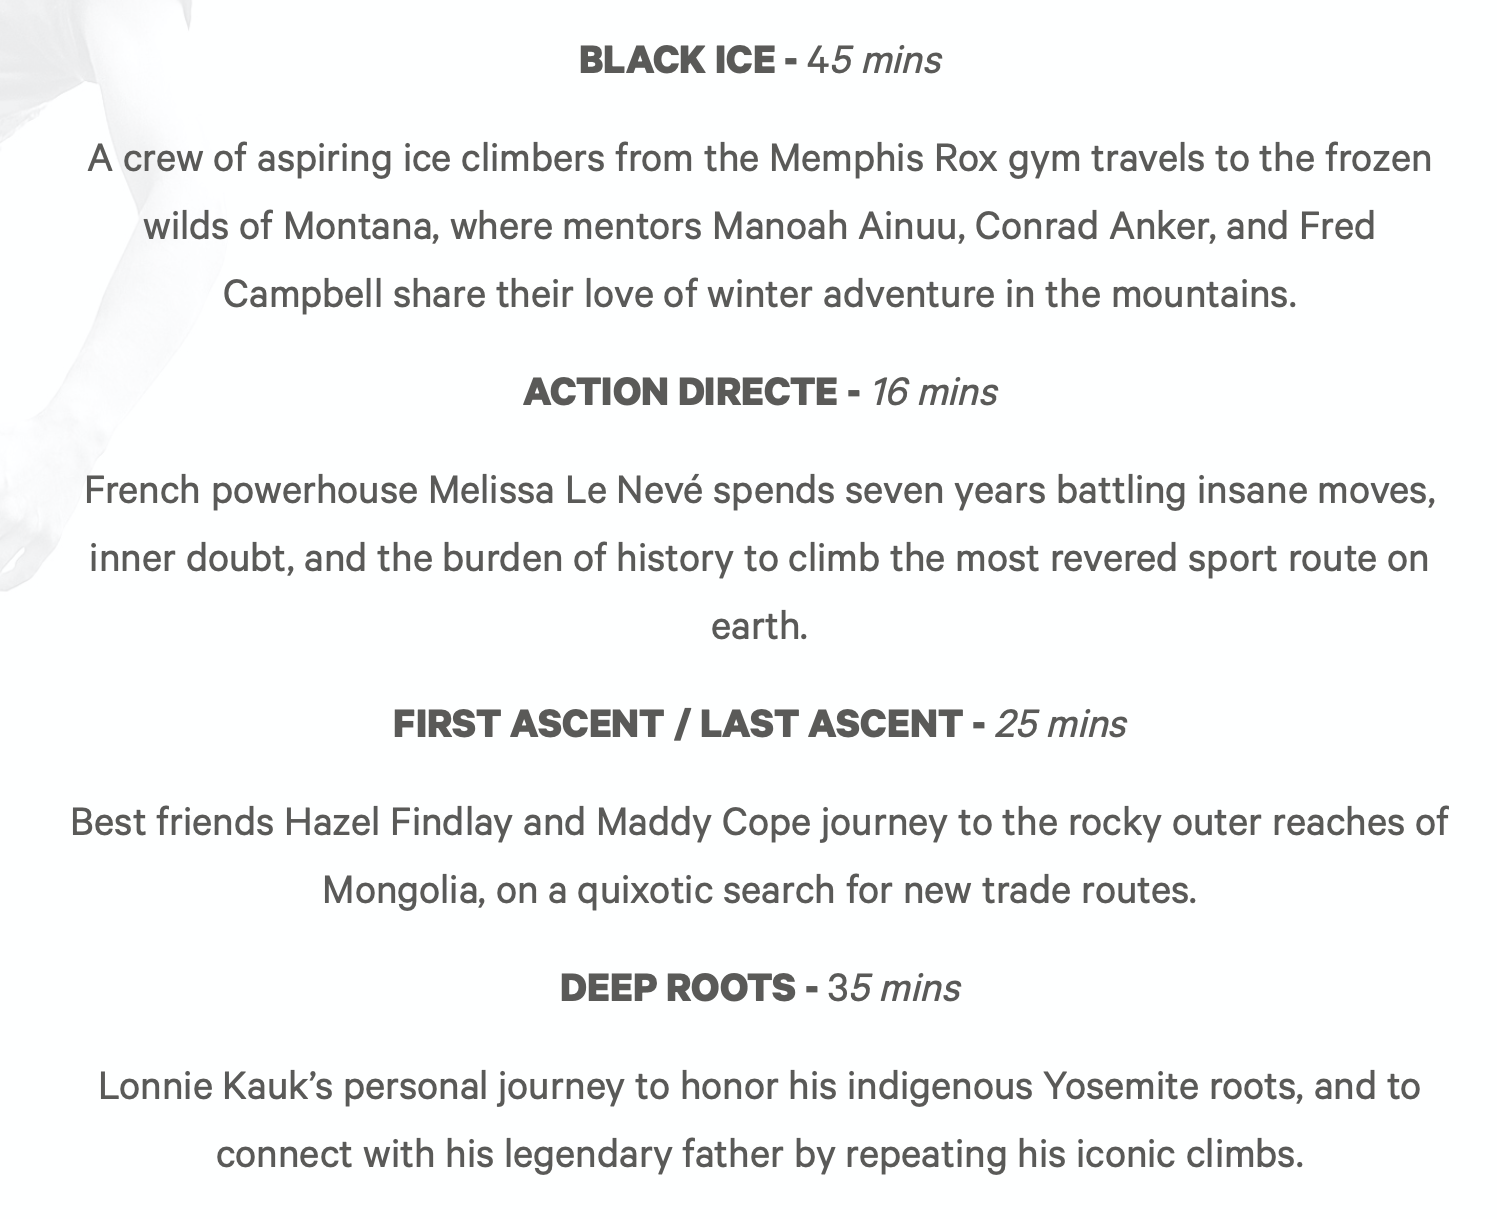 BLACK ICE - 45 mins
A crew of aspiring ice climbers from the Memphis Rox gym travels to the frozen
wilds of Montana, where mentors Manoah Ainuu, Conrad Anker, and Fred
Campbell share their love of winter adventure in the mountains.
ACTION DIRECTE - 16 mins
French powerhouse Melissa Le Nevé spends seven years battling insane moves,
inner doubt, and the burden of history to climb the most revered sport route on
earth.
FIRST ASCENT / LAST ASCENT - 25 mins
Best friends Hazel Findlay and Maddy Cope journey to the rocky outer reaches of
Mongolia, on a quixotic search for new trade routes.
DEEP ROOTS - 35 mins
Lonnie Kauk’s personal journey to honor his indigenous Yosemite roots, and to
connect with his legendary father by repeating his iconic climbs.